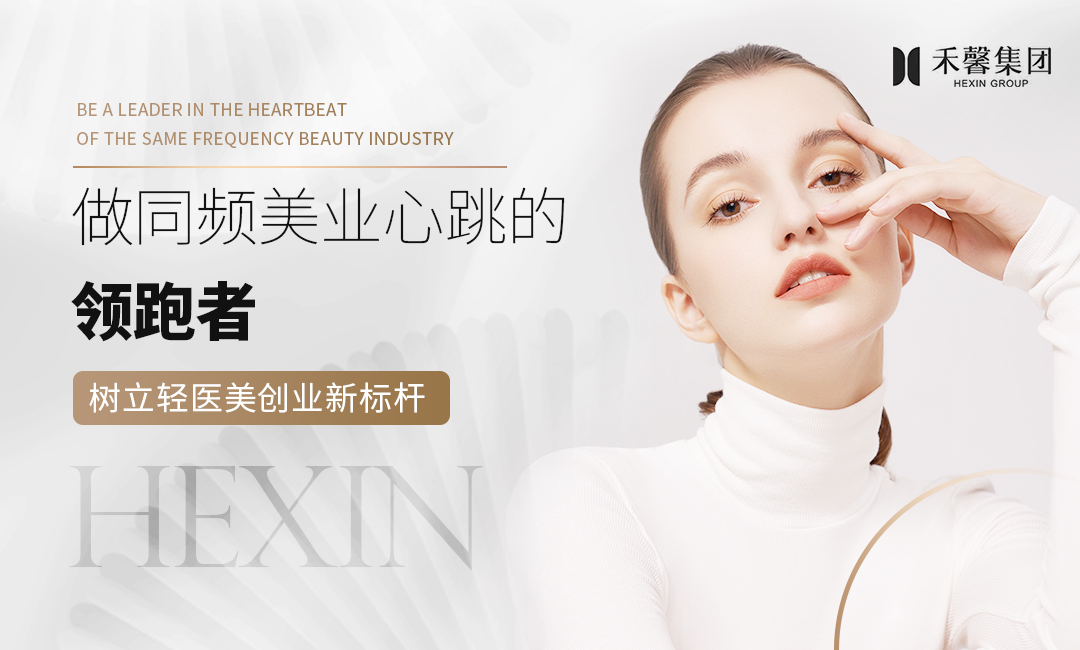 禾馨集团
HEXIN GROUP
BE A LEADER IN THE HEARTBEAT
OF THE SAME FREQUENCY BEAUTY INDUSTRY
做同频美业心跳的
领跑者
树立轻医美创业新标杆
HEXIN